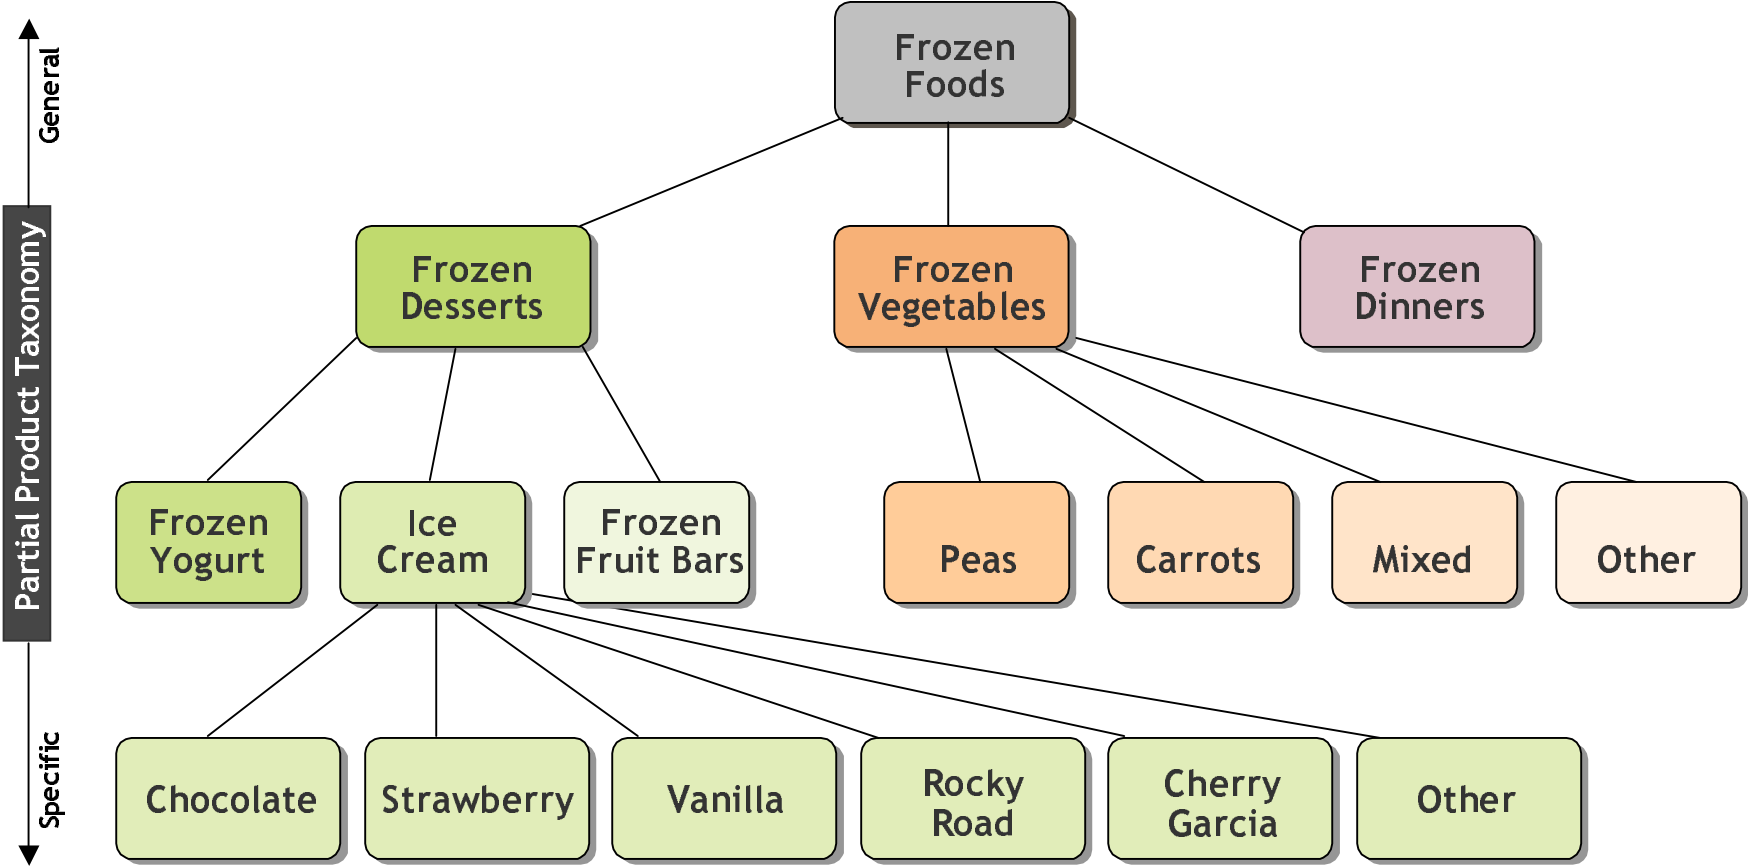 General
Partial Product Taxonomy
Specific
Frozen
Foods
Frozen
Desserts
Frozen
Vegetables
Frozen
Dinners
Frozen
Yogurt
Ice
Cream
Frozen
Fruit Bars
Peas
Carrots
Mixed
Other
Chocolate
Strawberry
Vanilla
Rocky
Road
Cherry
Garcia
Other